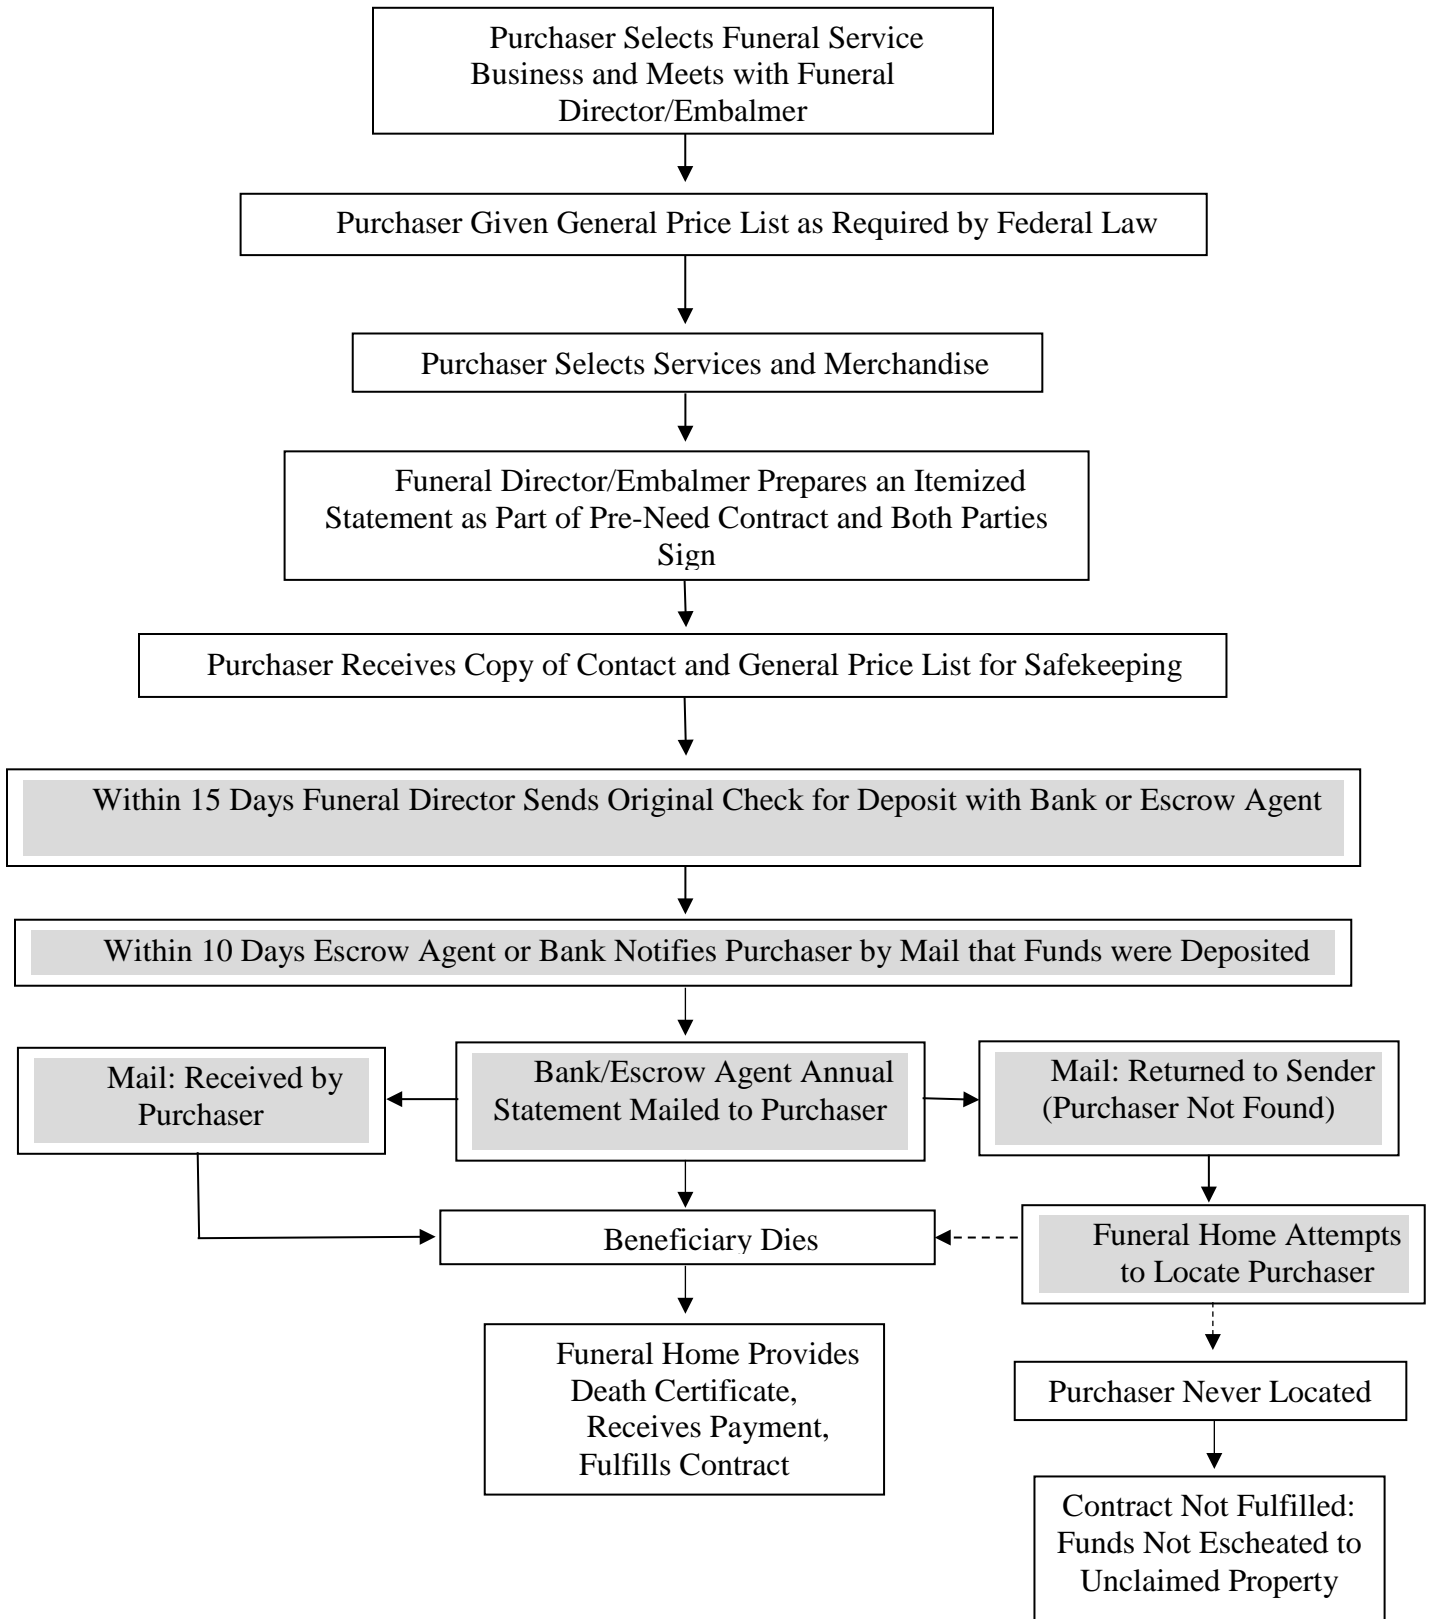 Purchaser Selects Funeral Service
Business and Meets with Funeral
Director/Embalmer
Purchaser Given General Price List as Required by Federal Law
Purchaser Selects Services and Merchandise
Funeral Director/Embalmer Prepares an Itemized
Statement as Part of Pre-Need Contract and Both Parties
Sign
Purchaser Receives Copy of Contact and General Price List for Safekeeping
Within 15 Days Funeral Director Sends Original Check for Deposit with Bank or Escrow Agent
Within 10 Days Escrow Agent or Bank Notifies Purchaser by Mail that Funds were Deposited
Mail: Received by
Purchaser
Bank/Escrow Agent Annual
Statement Mailed to Purchaser
Mail: Returned to Sender
(Purchaser Not Found)
Beneficiary Dies
Funeral Home Attempts
to Locate Purchaser
Funeral Home Provides
Death Certificate,
Receives Payment,
Fulfills Contract
Purchaser Never Located
Contract Not Fulfilled:
Funds Not Escheated to
Unclaimed Property